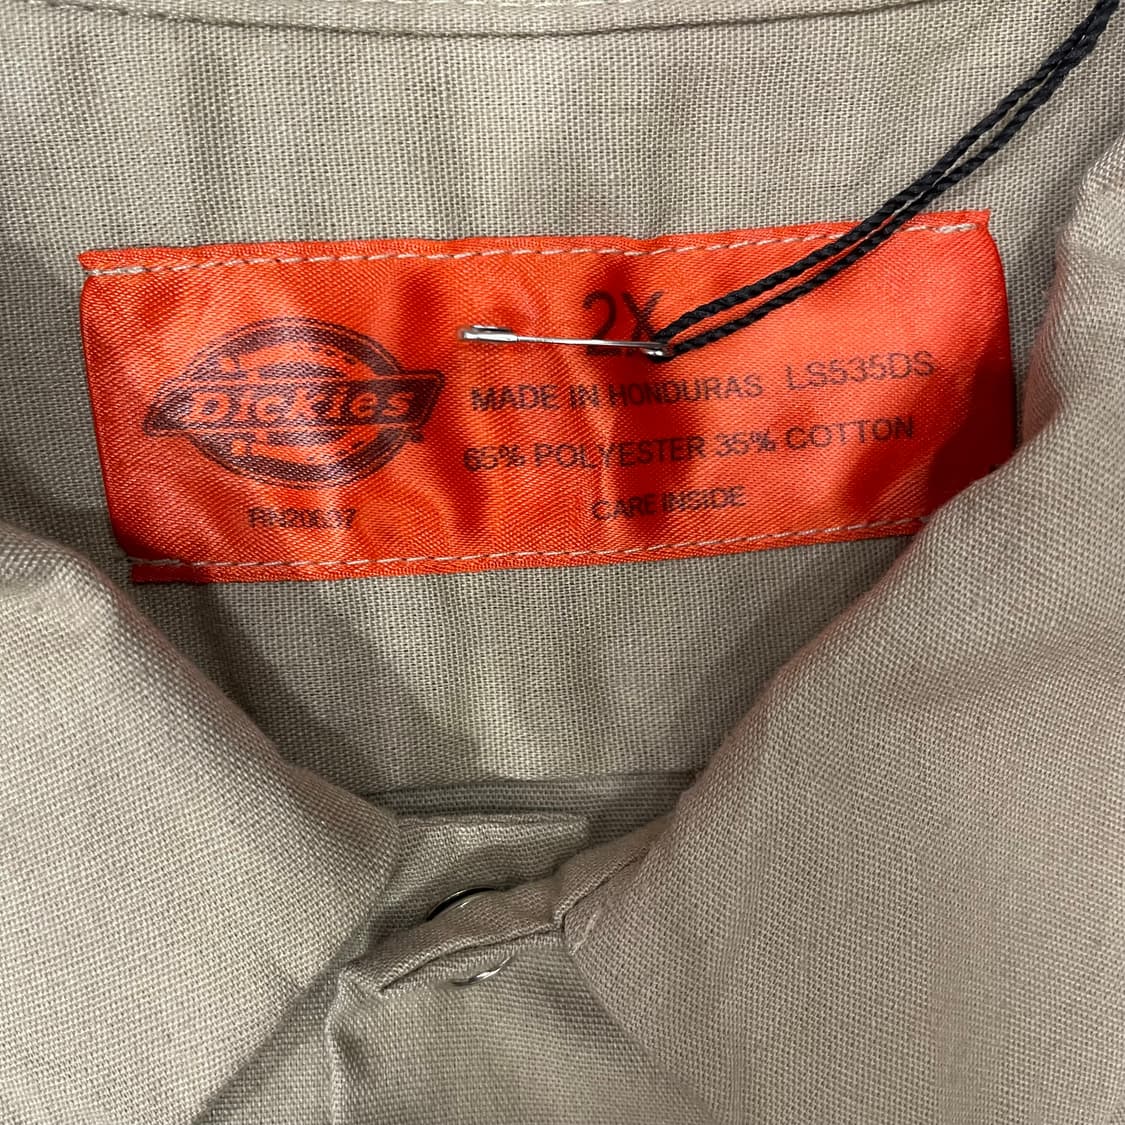 2X
MADE IN HONDURAS LS535DS
Dickies
65% POLYESTER 35% COTTON
CARE INSIDE